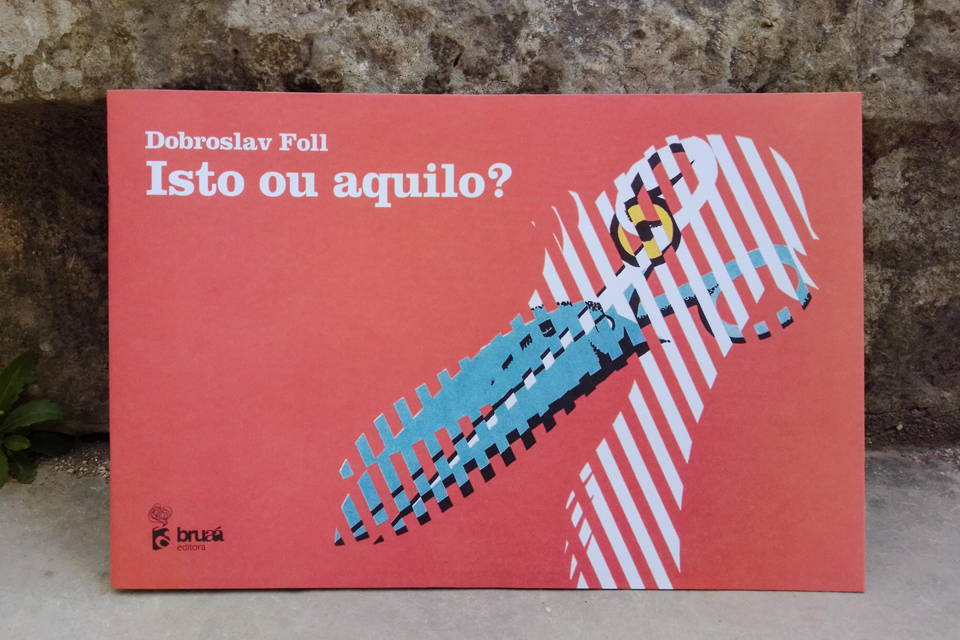 Dobroslav Foll
Isto ou aquilo?
bruaá
editora